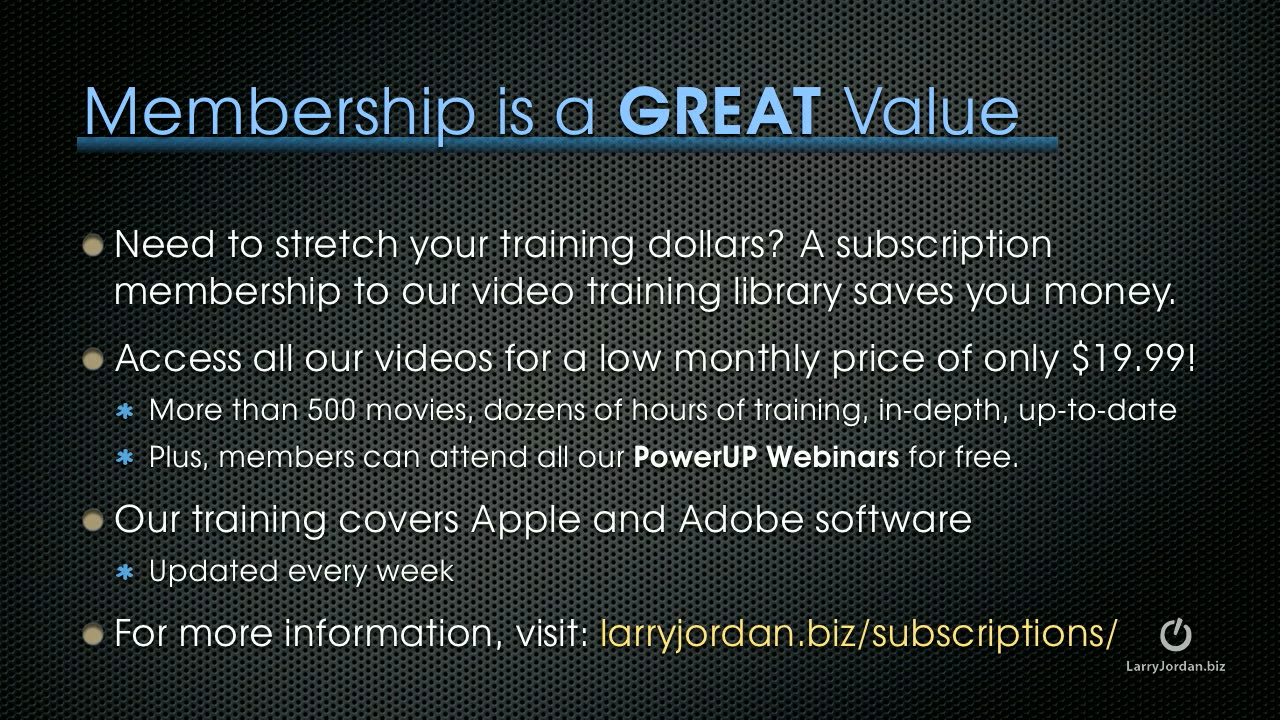 Membership is a GREAT Value
Need to stretch your training dollars? A subscription
membership to our video training library saves you money.
Access all our videos for a low monthly price of only $19.99!
More than 500 movies, dozens of hours of training, in-depth, up-to-date
Plus, members can attend all our PowerUP Webinars for free.
Our training covers Apple and Adobe software
Updated every week
For more information, visit: larryjordan.biz/subscriptions/
LarryJordan.biz